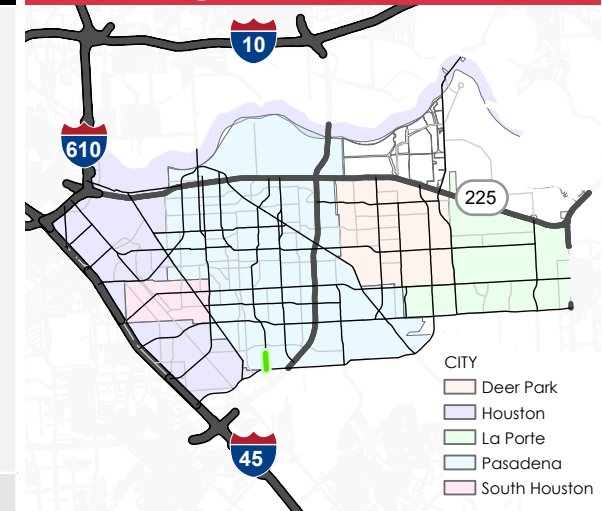 10
610
225
CITY
Deer Park
Houston
La Porte
Pasadena
South Houston
45